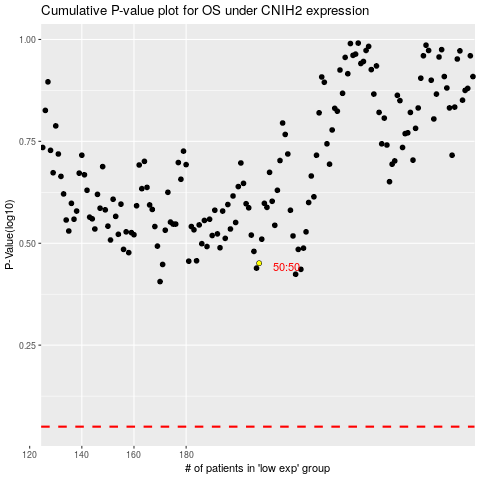 Cumulative P-value plot for OS under CNIH2 expression
P-Value(log10)
1.00
0.75
0.50
0.25
50:50
120 140 160 180
# of patients in 'low exp' group